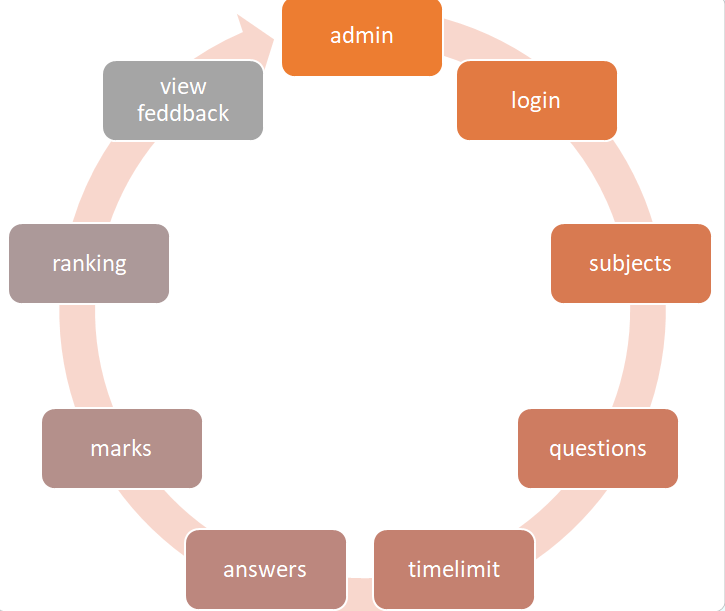 admin
login
subjects
questions
timelimit
answers
marks
ranking
view
feddback